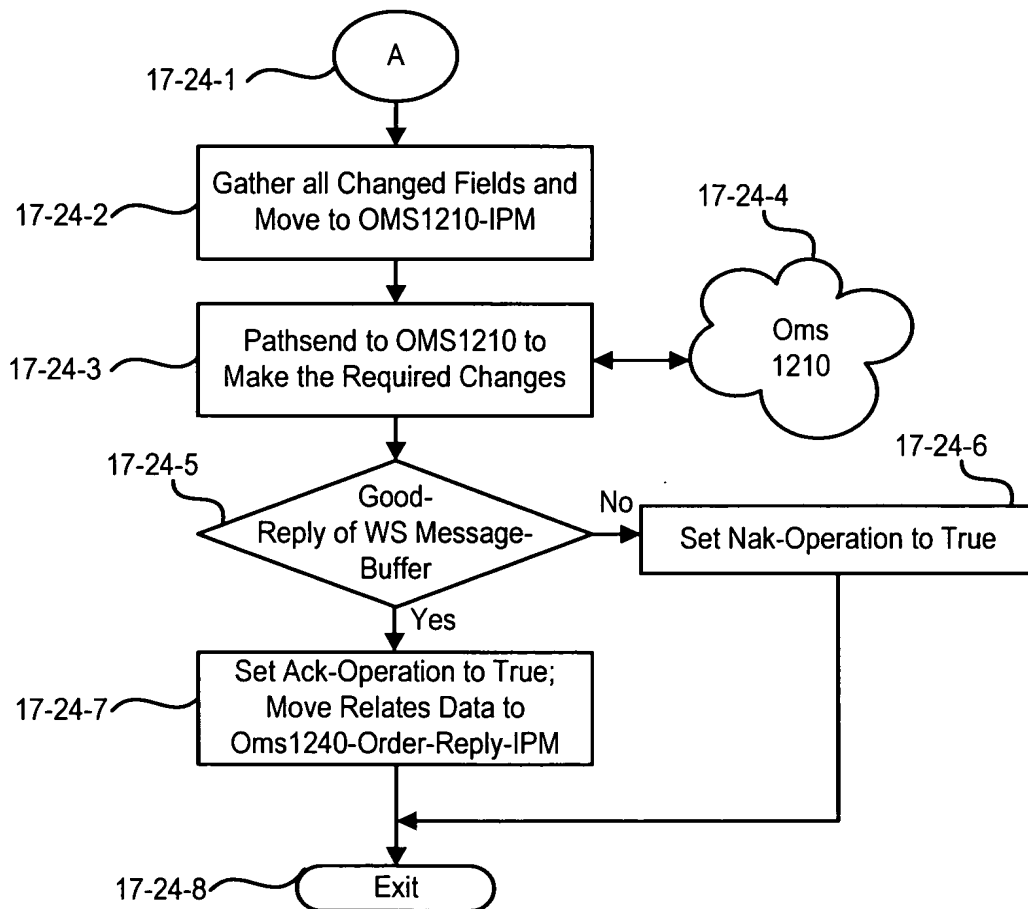 A
17-24-1
Gather all Changed Fields and
Move to OMS1210-IPM
17-24-2
17-24-4
Pathsend to OMS1210 to
Make the Required Changes
17-24-3
Oms
1210
17-24-5
Good-
Reply of WS Message-
Buffer
No
17-24-6
Set Nak-Operation to True
Yes
Set Ack-Operation to True;
Move Relates Data to
Oms1240-Order-Reply-IPM
17-24-7
17-24-8
Exit